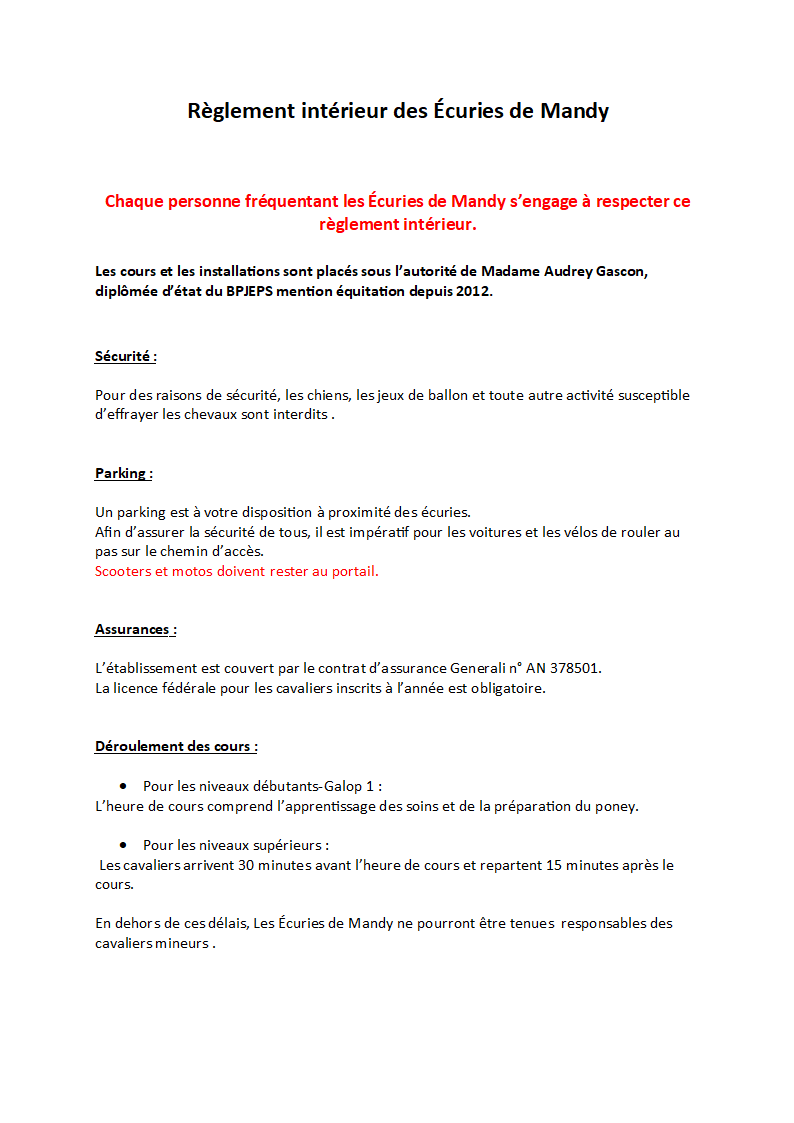 Règlement intérieur des Écuries de Mandy
Chaque personne fréquentant les Écuries de Mandy s’engage à respecter ce
règlement intérieur.
Les cours et les installations sont placés sous l’autorité de Madame Audrey Gascon,
diplômée d’état du BPJEPS mention équitation depuis 2012.
Sécurité :
Pour des raisons de sécurité, les chiens, les jeux de ballon et toute autre activité susceptible
d’effrayer les chevaux sont interdits .
Parking :
Un parking est à votre disposition à proximité des écuries.
Afin d’assurer la sécurité de tous, il est impératif pour les voitures et les vélos de rouler au
pas sur le chemin d’accès.
Scooters et motos doivent rester au portail.
Assurances :
L’établissement est couvert par le contrat d’assurance Generali n° AN 378501.
La licence fédérale pour les cavaliers inscrits à l’année est obligatoire.
Déroulement des cours :
• Pour les niveaux débutants-Galop 1 :
L’heure de cours comprend l’apprentissage des soins et de la préparation du poney.
• Pour les niveaux supérieurs :
Les cavaliers arrivent 30 minutes avant l’heure de cours et repartent 15 minutes après le
cours.
En dehors de ces délais, Les Écuries de Mandy ne pourront être tenues  responsables des
cavaliers mineurs .